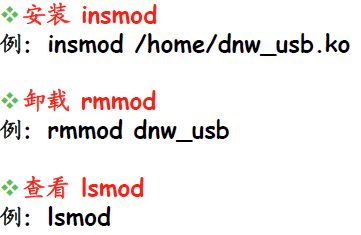 ❖安装 insmod
例：insmod /home/dnw_usb.ko
❖卸载 rmmod
例：rmmod dnw_usb
❖查看 lsmod
例：lsmod